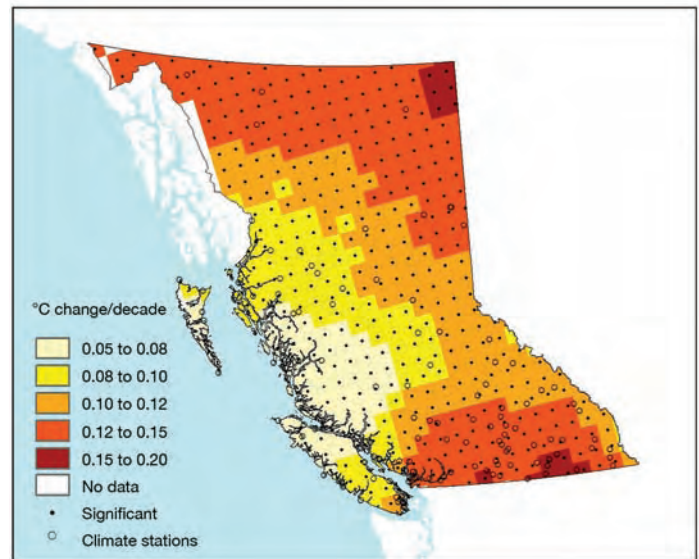 °C change/decade
0.05 to 0.08
0.08 to 0.10
0.10 to 0.12
0.12 to 0.15
0.15 to 0.20
No data
Significant
Climate stations